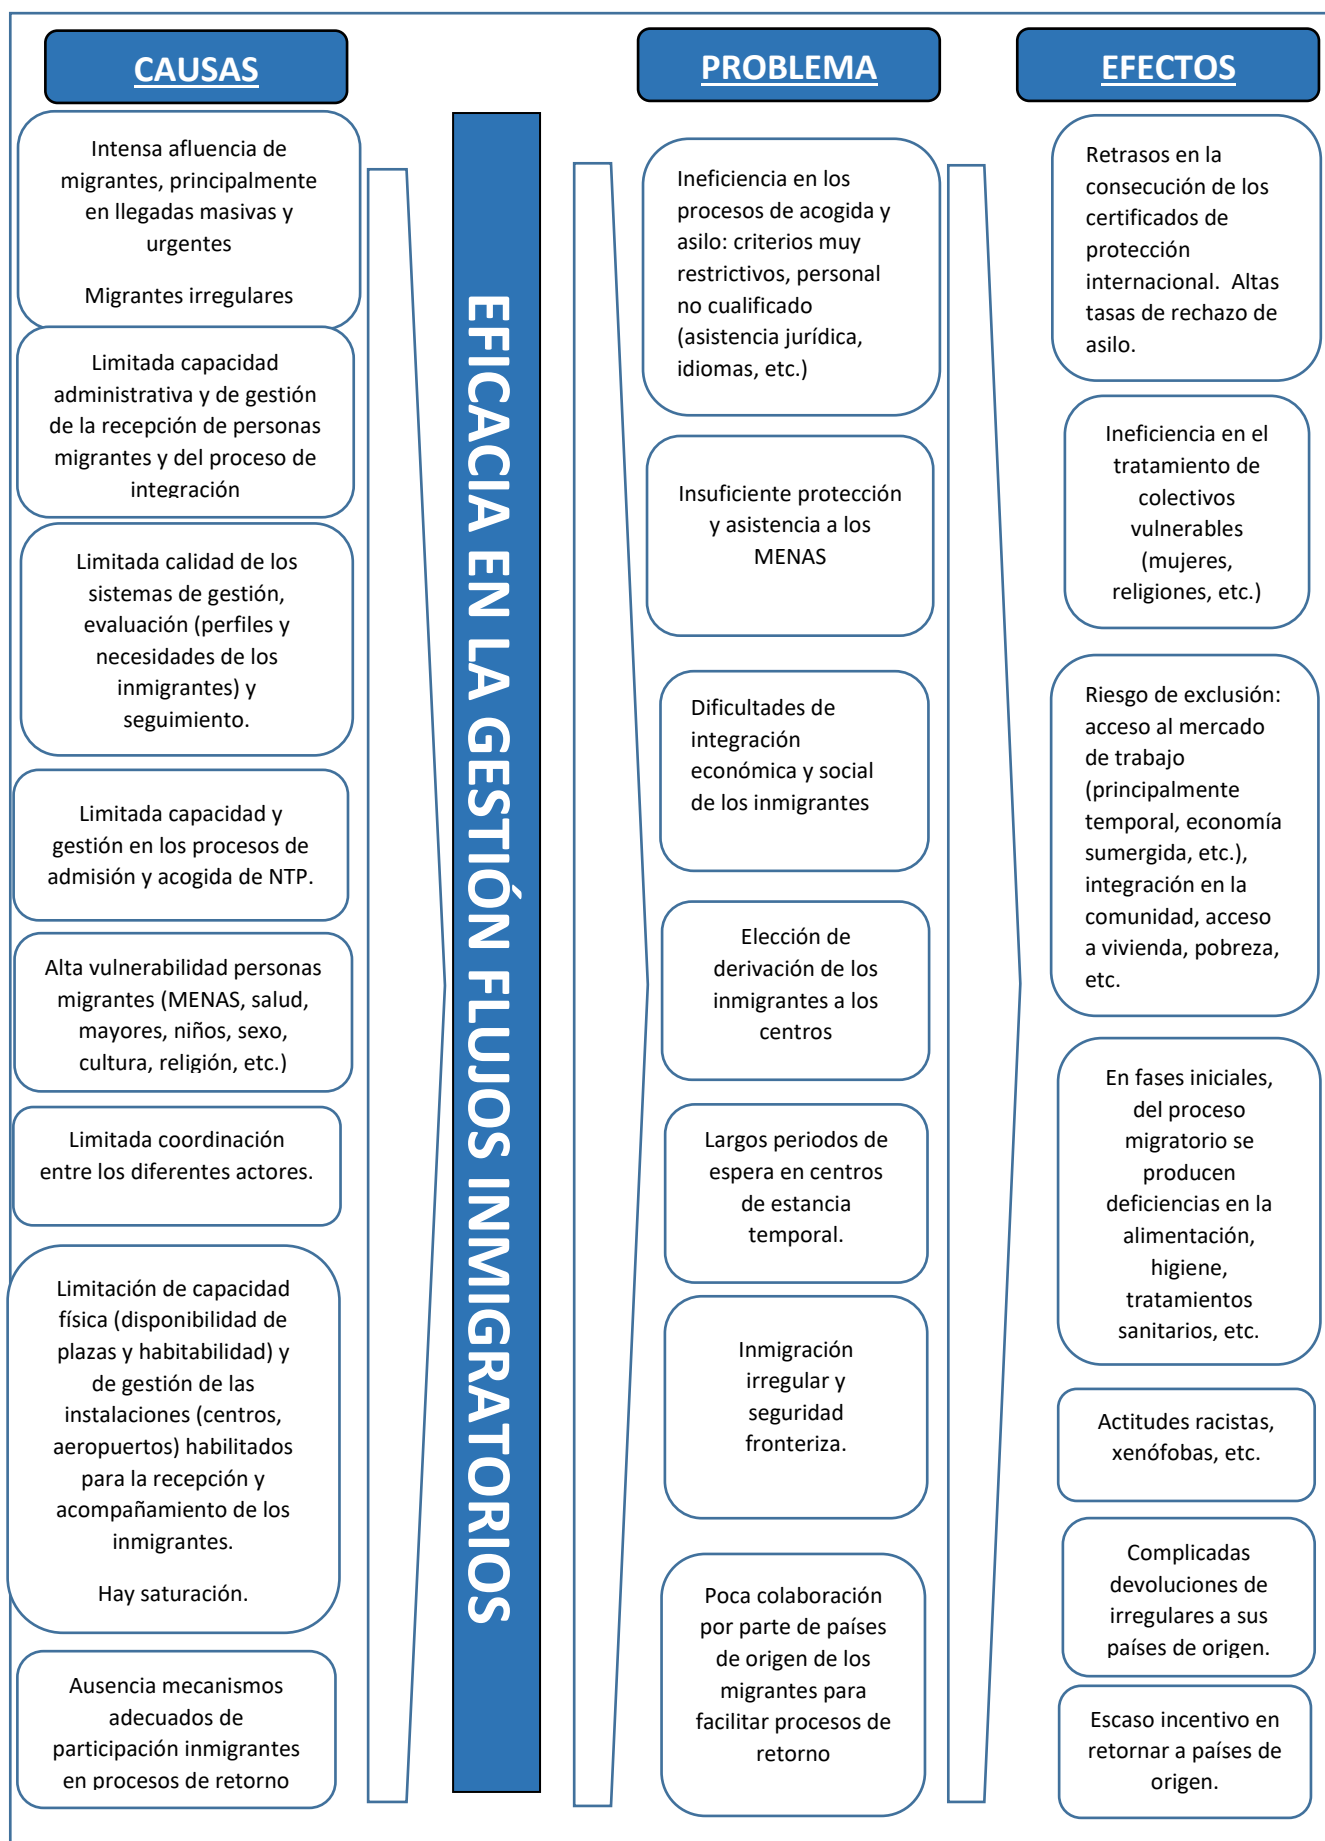 CAUSAS
Intensa afluencia de
migrantes, principalmente
en llegadas masivas y
urgentes
Migrantes irregulares
Limitada capacidad
administrativa y de gestión
de la recepción de personas
migrantes y del proceso de
integración
Limitada calidad de los
sistemas de gestión,
evaluación (perfiles y
necesidades de los
inmigrantes) y
seguimiento.
Limitada capacidad y
gestión en los procesos de
admisión y acogida de NTP.
Alta vulnerabilidad personas
migrantes (MENAS, salud,
mayores, niños, sexo,
cultura, religión, etc.)
Limitada coordinación
entre los diferentes actores.
Limitación de capacidad
física (disponibilidad de
plazas y habitabilidad) y
de gestión de las
instalaciones (centros,
aeropuertos) habilitados
para la recepción y
acompañamiento de los
inmigrantes.
Hay saturación.
Ausencia mecanismos
adecuados de
participación inmigrantes
en procesos de retorno
EFICACIA EN LA GESTIÓN FLUJOS INMIGRATORIOS
PROBLEMA
Ineficiencia en los
procesos de acogida y
asilo: criterios muy
restrictivos, personal
no cualificado
(asistencia jurídica,
idiomas, etc.)
Insuficiente protección
y asistencia a los
MENAS
Dificultades de
integración
económica y social
de los inmigrantes
Elección de
derivación de los
inmigrantes a los
centros
Largos periodos de
espera en centros
de estancia
temporal.
Inmigración
irregular y
seguridad
fronteriza.
Poca colaboración
por parte de países
de origen de los
migrantes para
facilitar procesos de
retorno
EFECTOS
Retrasos en la
consecución de los
certificados de
protección
internacional. Altas
tasas de rechazo de
asilo.
Ineficiencia en el
tratamiento de
colectivos
vulnerables
(mujeres,
religiones, etc.)
Riesgo de exclusión:
acceso al mercado
de trabajo
(principalmente
temporal, economía
sumergida, etc.),
integración en la
comunidad, acceso
a vivienda, pobreza,
etc.
En fases iniciales,
del proceso
migratorio se
producen
deficiencias en la
alimentación,
higiene,
tratamientos
sanitarios, etc.
Actitudes racistas,
xenófobas, etc.
Complicadas
devoluciones de
irregulares a sus
países de origen.
Escaso incentivo en
retornar a países de
origen.